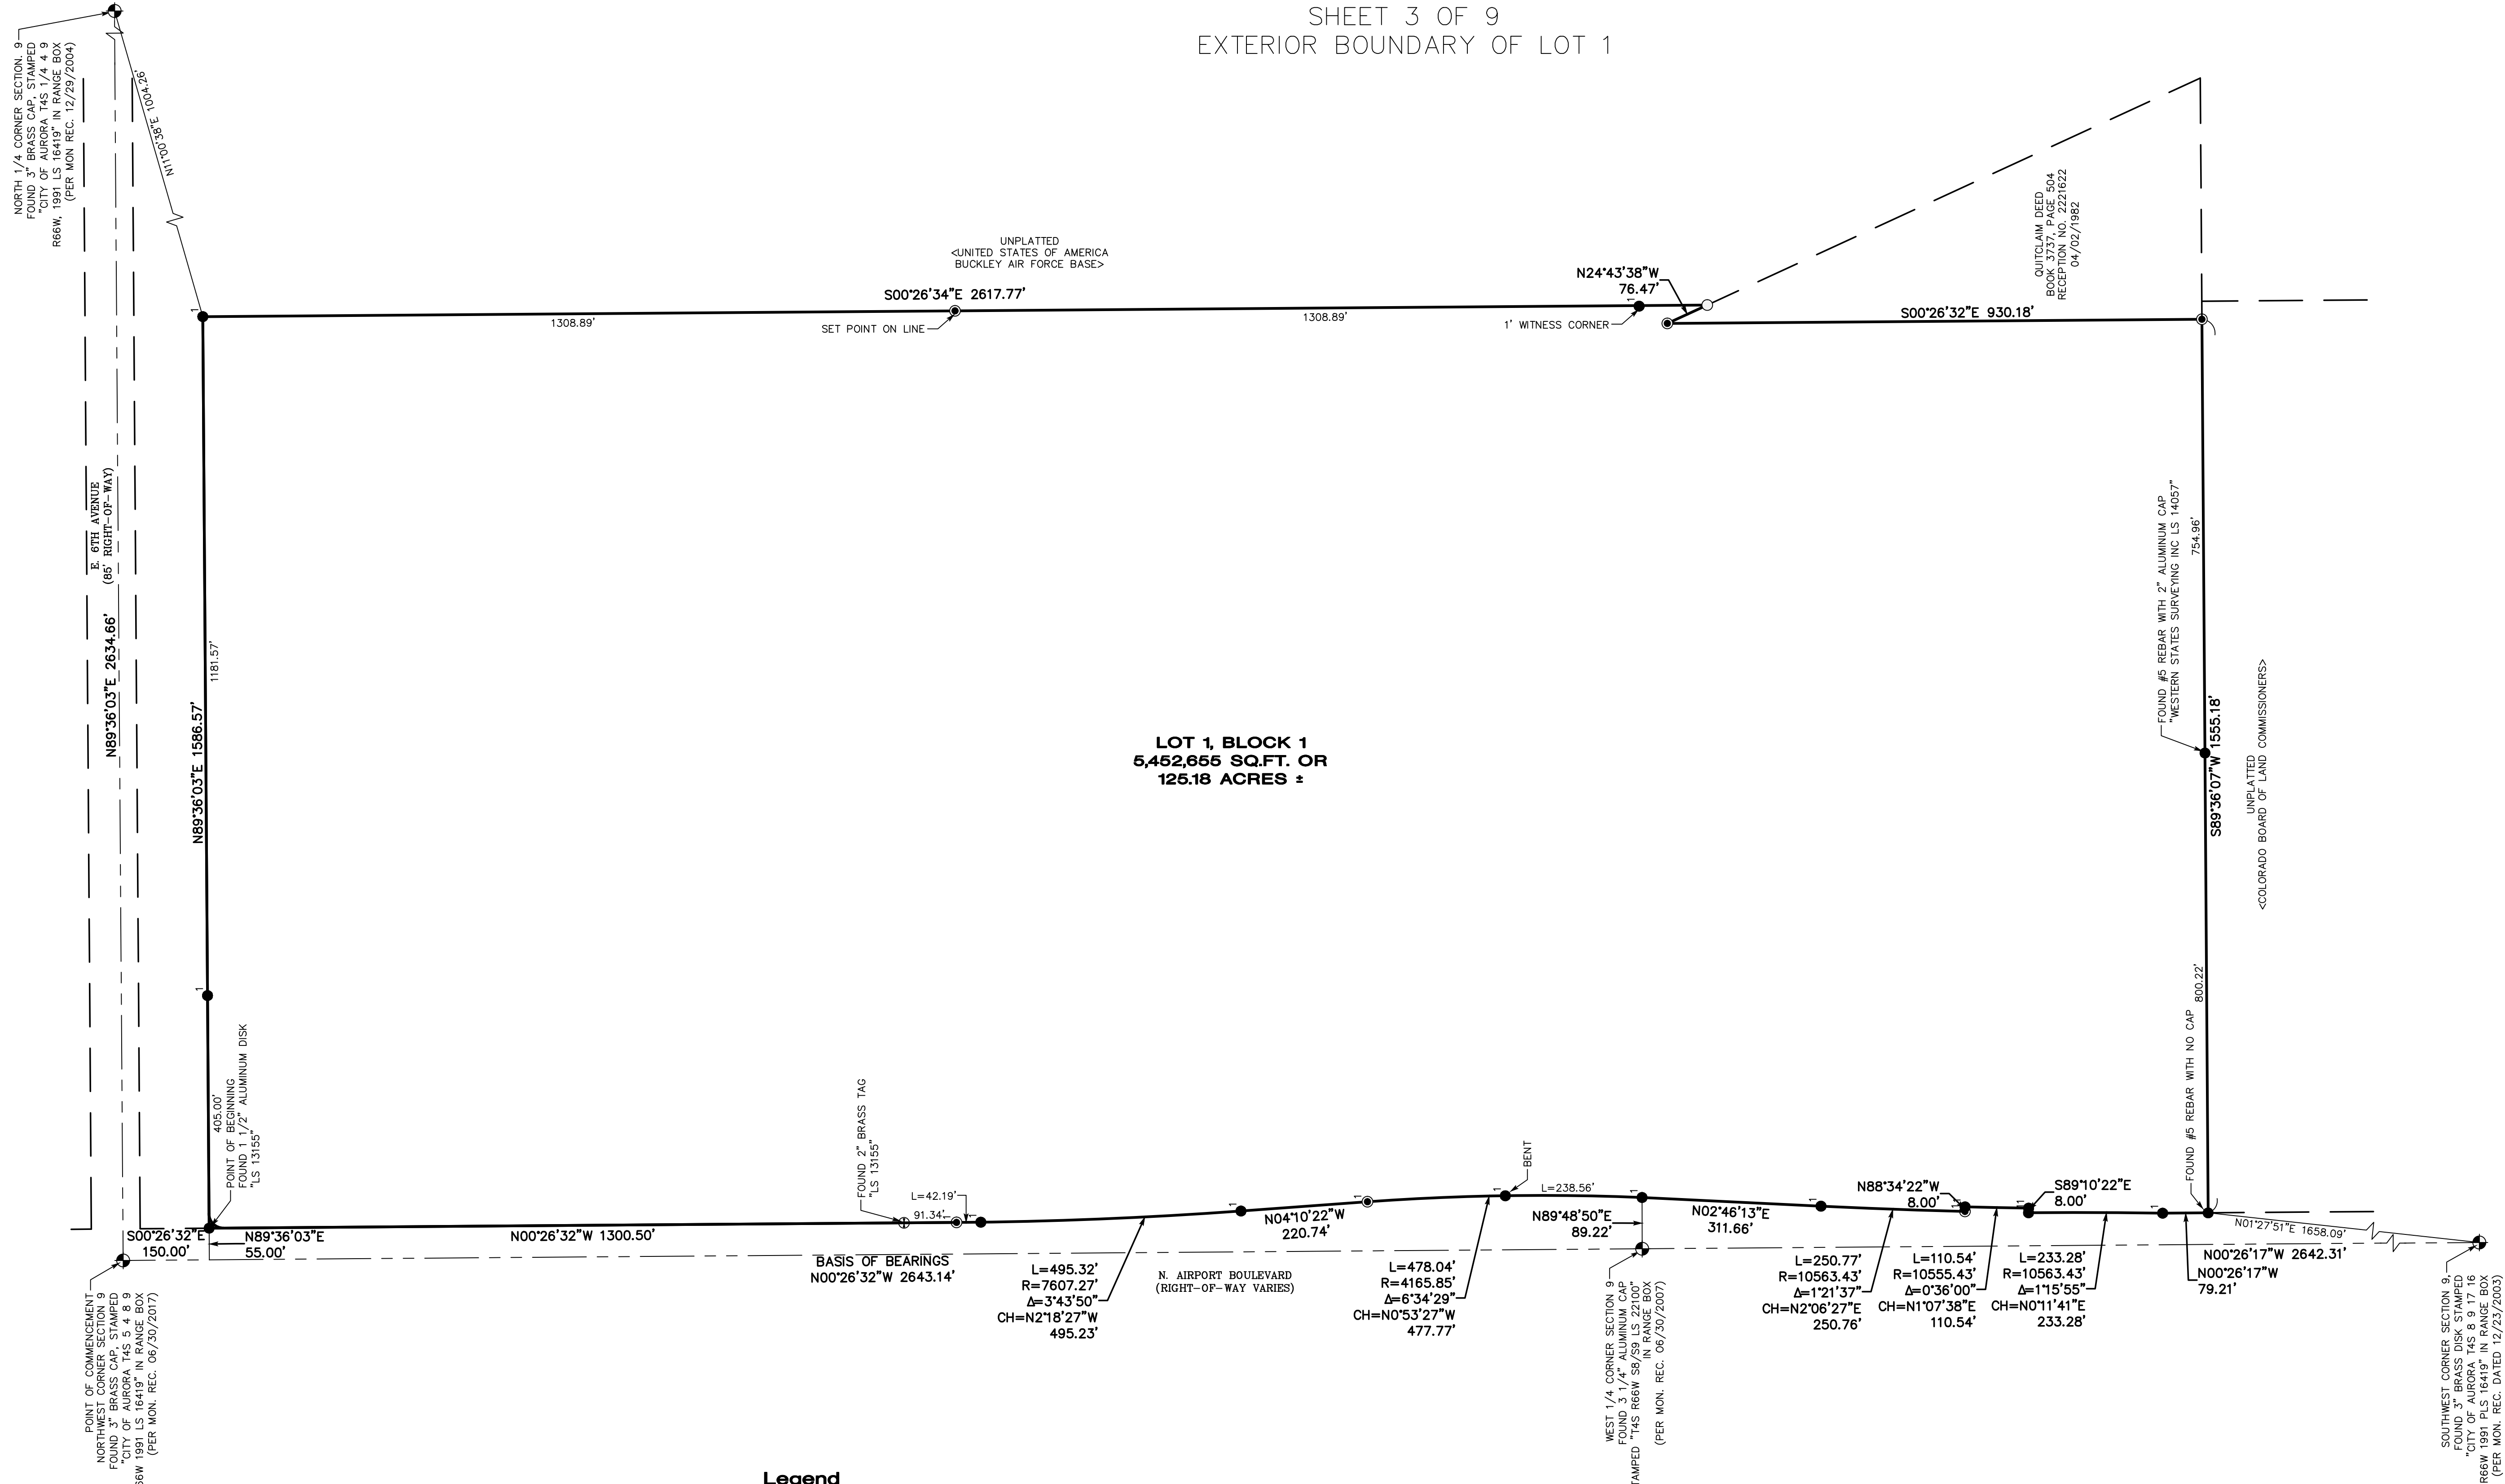 SHEET 3 OF 9
EXTERIOR BOUNDARY OF LOT 1
NORTH 1/4 CORNER SECTION. 9
FOUND 3" BRASS CAP, STAMPED
"CITY OF AURORA T4S 1/4 4 9
R66W, 1991 LS 16419" IN RANGE BOX
(PER MON REC. 12/29/2004)
N11°00'38"E 1004.26'
UNPLATTED
<UNITED STATES OF AMERICA
BUCKLEY AIR FORCE BASE>
S00°26'34"E 2617.77'
1308.89'
SET POINT ON LINE
1308.89'
N24°43'38"W
76.47'
1' WITNESS CORNER
1
1
QUITCLAIM DEED
BOOK 3737, PAGE 504
RECEPTION NO. 2221622
04/02/1982
S00°26'32"E 930.18'
E. 6TH AVENUE
(85' RIGHT-OF-WAY)
N89°36'03"E 2634.66'
N89°36'03"E 1586.57'
1181.57'
1
405.00'
LOT 1, BLOCK 1
5,452,655 SQ.FT. OR
125.18 ACRES ±
FOUND #5 REBAR WITH 2" ALUMINUM CAP
"WESTERN STATES SURVEYING INC LS 14057"
754.96'
S89°36'07"W 1555.18'
UNPLATTED
<COLORADO BOARD OF LAND COMMISSIONERS>
800.22'
FOUND #5 REBAR WITH NO CAP
POINT OF BEGINNING
FOUND 1 1/2" ALUMINUM DISK
"LS 13155"
S00°26'32"E
150.00'
N89°36'03"E
55.00'
N00°26'32"W 1300.50'
FOUND 2" BRASS TAG
"LS 13155"
L=42.19'
91.34'
1
BASIS OF BEARINGS
N00°26'32"W 2643.14'
L=495.32'
R=7607.27'
Δ=3°43'50"
CH=N2°18'27"W
495.23'
1
N04°10'22"W
220.74'
N. AIRPORT BOULEVARD
(RIGHT-OF-WAY VARIES)
L=478.04'
R=4165.85'
Δ=6°34'29"
CH=N0°53'27"W
477.77'
1
BENT
L=238.56'
1
N89°48'50"E
89.22'
N02°46'13"E
311.66'
1
L=250.77'
R=10563.43'
Δ=1°21'37"
CH=N2°06'27"E
250.76'
N88°34'22"W
8.00'
L=110.54'
R=10555.43'
Δ=0°36'00"
CH=N1°07'38"E
110.54'
1
S89°10'22"E
8.00'
L=233.28'
R=10563.43'
Δ=1°15'55"
CH=N0°11'41"E
233.28'
1
N01°27'51"E 1658.09'
N00°26'17"W 2642.31'
N00°26'17"W
79.21'
POINT OF COMMENCEMENT
NORTHWEST CORNER SECTION 9
FOUND 3" BRASS CAP, STAMPED
"CITY OF AURORA T4S 5 4 8 9
66W 1991 LS 16419" IN RANGE BOX
(PER MON. REC. 06/30/2017)
WEST 1/4 CORNER SECTION 9
FOUND 3 1/4" ALUMINUM CAP
TAMPED "T4S R66W S8/S9 LS 22100"
IN RANGE BOX
(PER MON. REC. 06/30/2007)
SOUTHWEST CORNER SECTION 9,
FOUND 3" BRASS DISK STAMPED
"CITY OF AURORA T4S 8 9 17 16
R66W 1991 PLS 16419" IN RANGE BOX
(PER MON. REC. DATED 12/23/2003)
Legend